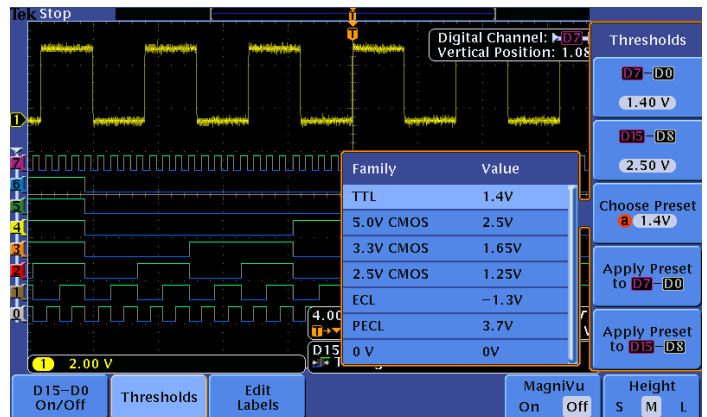 Tek Stop
Digital Channel: D7
Vertical Position: 1.08
Thresholds
D7–D0
1.40 V
D15–D8
2.50 V
Choose Preset
a 1.4V
Apply Preset
to D7–D0
Apply Preset
to D15–D8
1
7
6
5
4
3
2
1
0
Family Value
TTL 1.4V
5.0V CMOS 2.5V
3.3V CMOS 1.65V
2.5V CMOS 1.25V
ECL −1.3V
PECL 3.7V
0 V 0V
4.00
D15
1 2.00 V
D15–D0
On/Off
Thresholds
Edit
Labels
MagniVu
On Off
Height
S M L